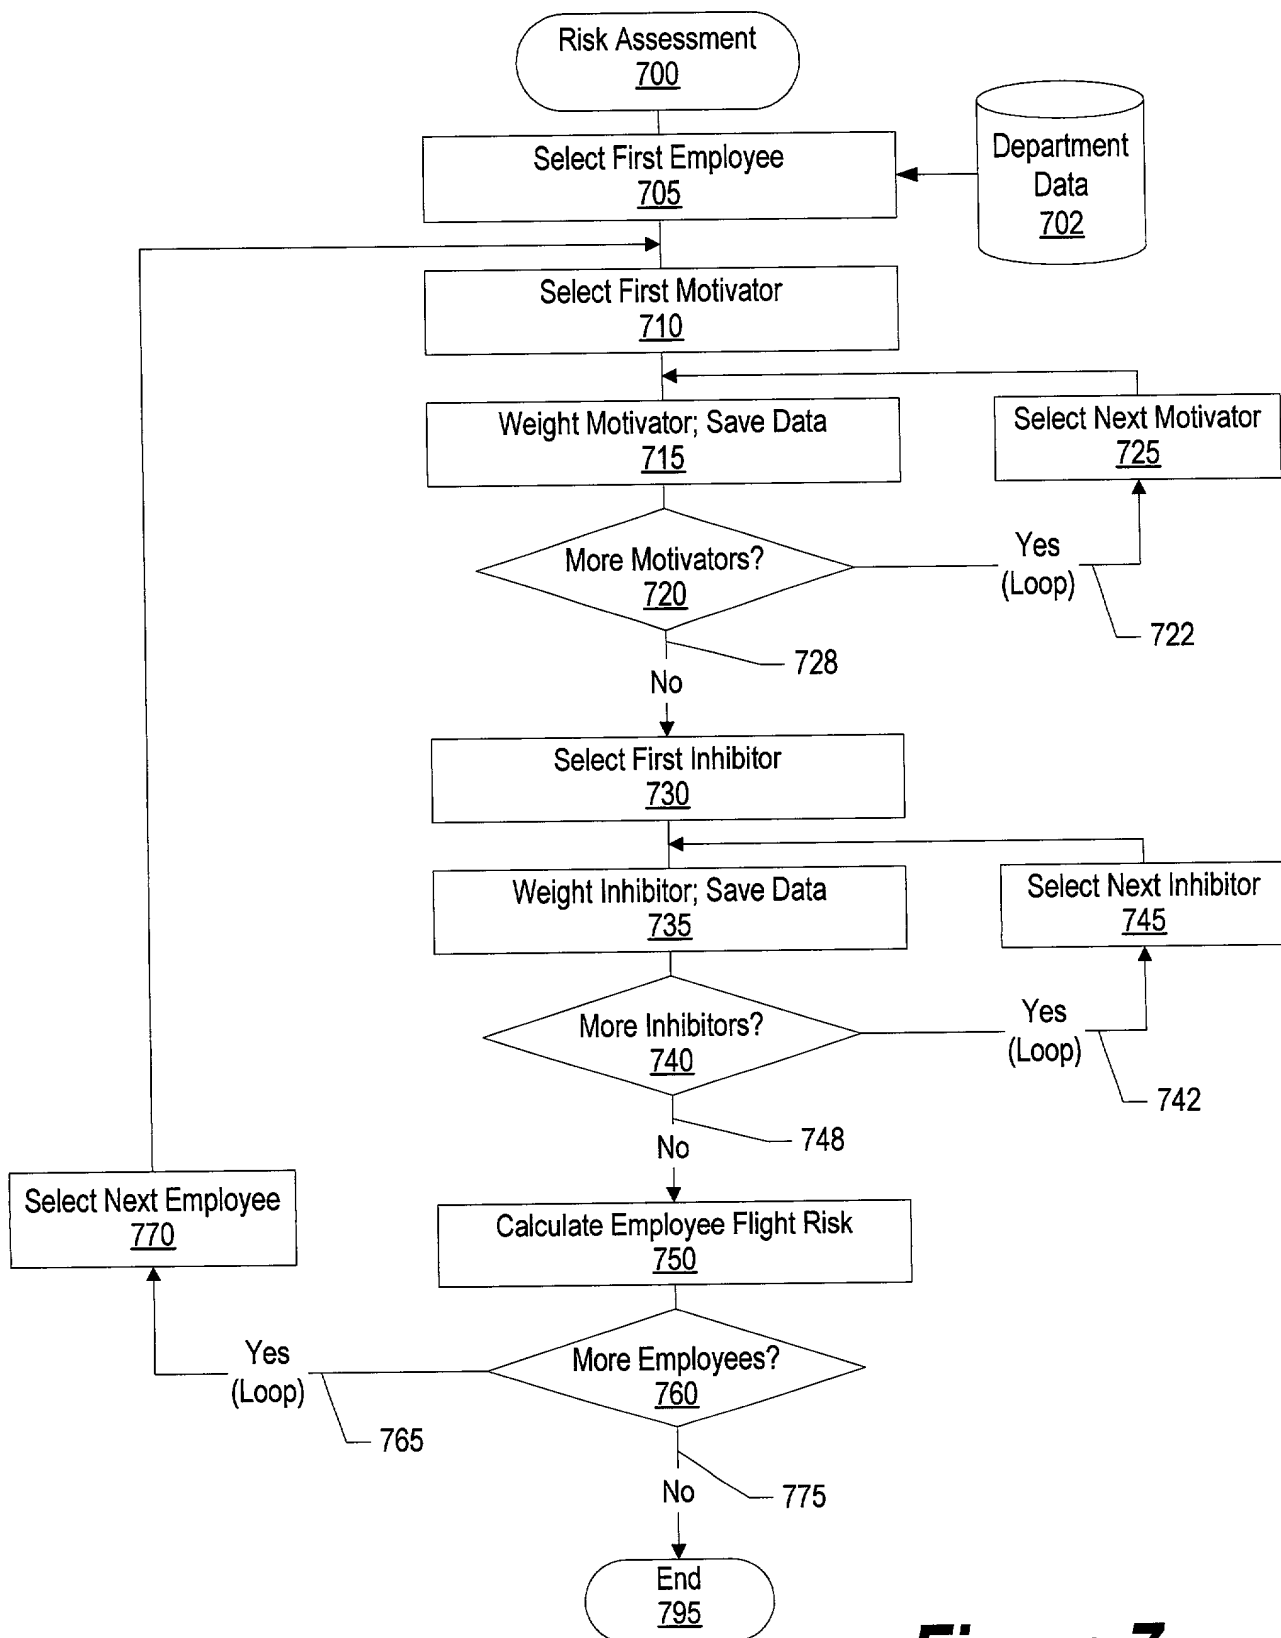 Risk Assessment
700
Department
Data
702
Select First Employee
705
Select First Motivator
710
Weight Motivator; Save Data
715
Select Next Motivator
725
More Motivators?
720
Yes
(Loop)
722
728
No
Select First Inhibitor
730
Weight Inhibitor; Save Data
735
Select Next Inhibitor
745
More Inhibitors?
740
Yes
(Loop)
742
748
No
Select Next Employee
770
Calculate Employee Flight Risk
750
More Employees?
760
Yes
(Loop)
765
775
No
End
795
Figure 7